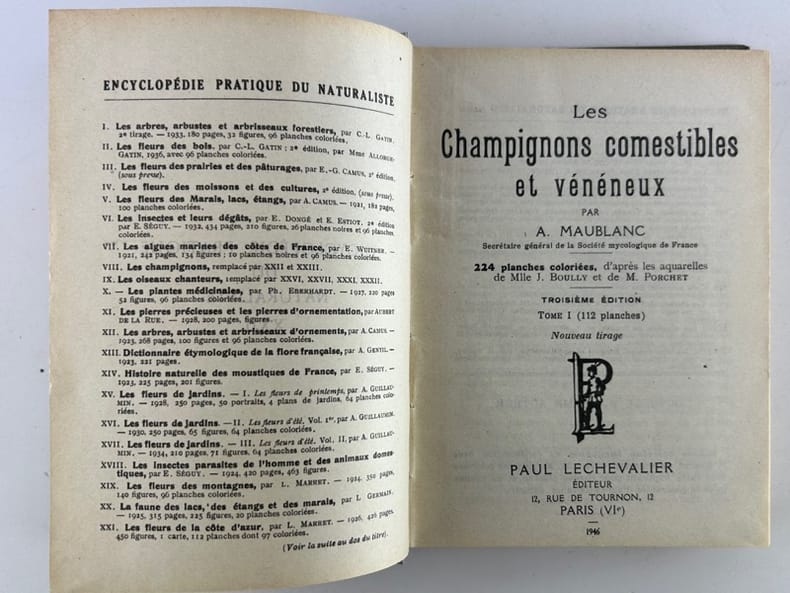 ENCYCLOPÉDIE PRATIQUE DU NATURALISTE
I. Les arbres, arbustes et arbrisseaux forestiers, par C.-L. GATIN,
2e tirage. — 1933, 180 pages, 32 figures, 96 planches coloriées.
II. Les fleurs des bois, par C.-L. GATIN ; 2e édition, par Mme ALLORGE-
GATIN, 1936, avec 96 planches coloriées.
III. Les fleurs des prairies et des pâturages, par E.-G. CAMUS, 2e édition,
(sous presse).
IV. Les fleurs des moissons et des cultures, 2e édition, (sous presse).
V. Les fleurs des Marais, lacs, étangs, par A. CAMUS. — 1921, 182 pages,
100 planches coloriées.
VI. Les insectes et leurs dégâts, par E. DONGÉ et E. ESTIOT, 2e édition
par E. SÉGUY. — 1932, 434 pages, 210 figures, 26 planches noires et 96 planches
coloriées.
VII. Les algues marines des côtes de France, par E. WUITNER. —
1921, 242 pages, 134 figures ; 10 planches noires et 96 planches coloriées.
VIII. Les champignons, remplacé par XXII et XXIII.
IX. Les oiseaux chanteurs, remplacé par XXVI, XXVII, XXXI, XXXII.
X. — Les plantes médicinales, par Ph. EBERHARDT. — 1927, 220 pages
52 figures, 96 planches coloriées.
XI. Les pierres précieuses et les pierres d'ornementation, par AUBERT
DE LA RUE. — 1928, 200 pages, figures.
XII. Les arbres, arbustes et arbrisseaux d'ornements, par A. CAMUS —
1923, 268 pages, 100 figures et 96 planches coloriées.
XIII. Dictionnaire étymologique de la flore française, par A. GENTIL. —
1923, 221 pages.
XIV. Histoire naturelle des moustiques de France, par E. SÉGUY. —
1923, 225 pages, 201 figures.
XV. Les fleurs de jardins. — I. Les fleurs de printemps, par A. GUILLAU-
MIN. — 1928, 250 pages, 50 portraits, 4 plans de jardins, 64 planches colo-
riées.
XVI. Les fleurs de jardins. — II. Les fleurs d'été. Vol. Ier, par A. GUILLAUMIN.
— 1930, 250 pages, 65 figures, 64 planches coloriées.
XVII. Les fleurs de jardins. — III. Les fleurs d'été. Vol. II, par A. GUILLAU-
MIN. — 1934, 210 pages, 71 figures, 64 planches coloriées.
XVIII. Les insectes parasites de l'homme et des animaux domes-
tiques, par E. SÉGUY. — 1924, 420 pages, 463 figures.
XIX. Les fleurs des montagnes, par L. MARRET. — 1924, 350 pages,
140 figures, 96 planches coloriées.
XX. La faune des lacs, des étangs et des marais, par L. GERMAIN.
— 1925, 315 pages, 225 figures, 20 planches coloriées.
XXI. Les fleurs de la côte d'azur, par L. MARRET. — 1926, 426 pages,
450 figures, 1 carte, 112 planches dont 97 coloriées.
(Voir la suite au dos du titre).
Les
Champignons comestibles
et vénéneux
PAR
A. MAUBLANC
Secrétaire général de la Société mycologique de France
224 planches coloriées, d'après les aquarelles
de Mlle J. BOULLY et de M. PORCHET
TROISIÈME ÉDITION
TOME I (112 planches)
Nouveau tirage
PAUL LECHEVALIER
ÉDITEUR
12, RUE DE TOURNON, 12
PARIS (VIe)
1946